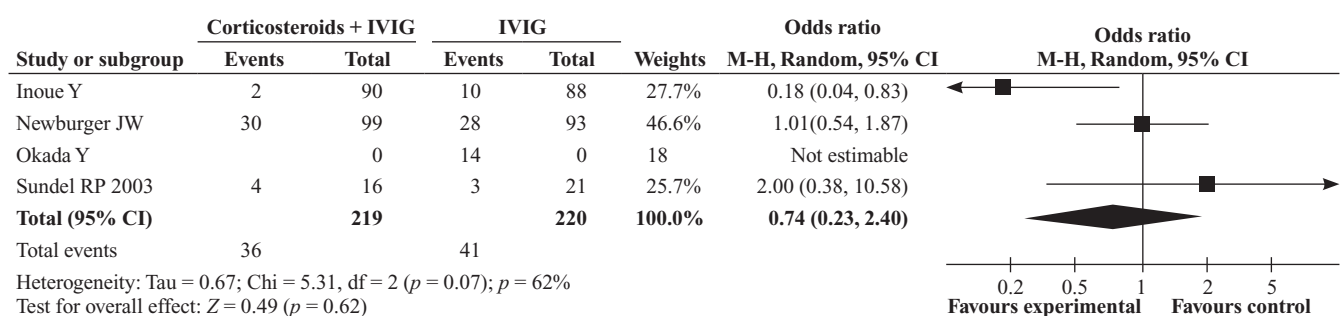 Corticosteroids + IVIG IVIG Odds ratio Odds ratio
Study or subgroup Events Total Events Total Weights M-H, Random, 95% CI M-H, Random, 95% CI
Inoue Y 2 90 10 88 27.7% 0.18 (0.04, 0.83)
Newburger JW 30 99 28 93 46.6% 1.01(0.54, 1.87)
Okada Y 0 14 0 18 Not estimable
Sundel RP 2003 4 16 3 21 25.7% 2.00 (0.38, 10.58)
Total (95% CI) 219 220 100.0% 0.74 (0.23, 2.40)
Total events 36 41
Heterogeneity: Tau = 0.67; Chi = 5.31, df = 2 (p = 0.07); p = 62%
Test for overall effect: Z = 0.49 (p = 0.62)
0.2 0.5 1 2 5
Favours experimental Favours control